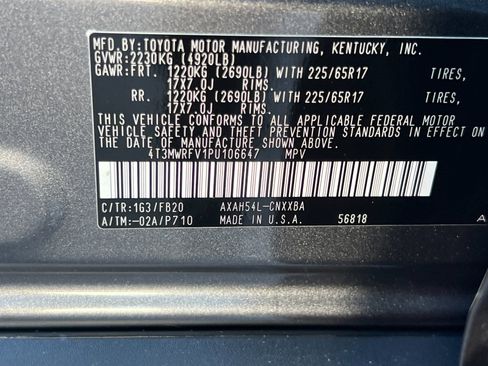 MFD.BY:TOYOTA MOTOR MANUFACTURING, KENTUCKY, INC.
GVWR:2230KG (4920LB)
GAWR:FRT. 1220KG (2690LB) WITH 225/65R17 TIRES,
17X7.0J RIMS.
RR. 1220KG (2690LB) WITH 225/65R17 TIRES,
17X7.0J RIMS.
THIS VEHICLE CONFORMS TO ALL APPLICABLE FEDERAL MOTOR
VEHICLE SAFETY AND THEFT PREVENTION STANDARDS IN EFFECT ON
THE DATE OF MANUFACTURE SHOWN ABOVE.
4T3MWRFV1PU106647 MPV
C/TR:1G3/FB20 AXAH54L-CNXXBA
A/TM:-02A/P710 MADE IN U.S.A. 56818 A